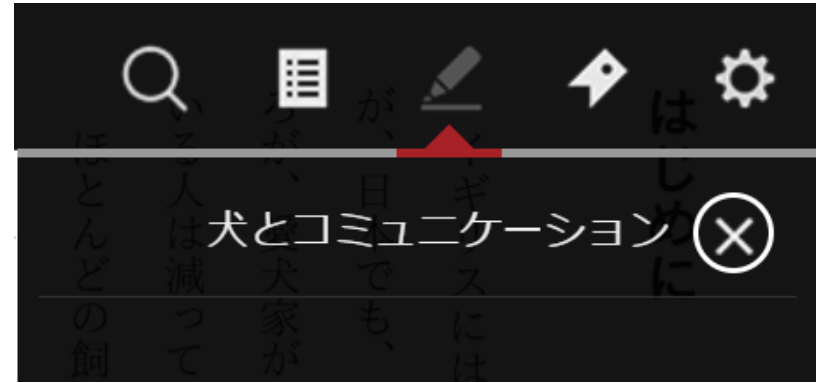 犬とコミュニケーション
はじめに
イギリスには
が、日本でも、
ろが、愛犬家が
いる人は減って
ほとんどの飼